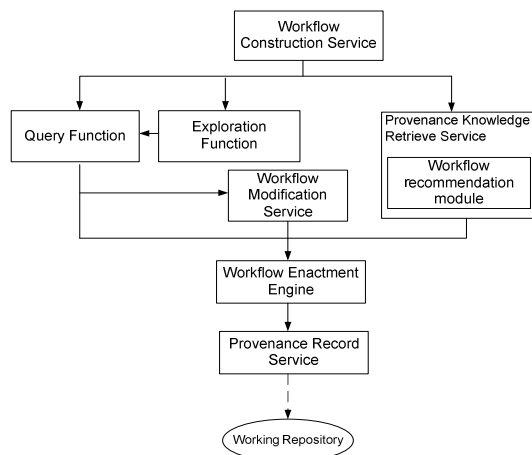 Workflow
Construction Service
Query Function
Exploration
Function
Provenance Knowledge
Retrieve Service
Workflow
recommendation
module
Workflow
Modification
Service
Workflow Enactment
Engine
Provenance Record
Service
Working Repository